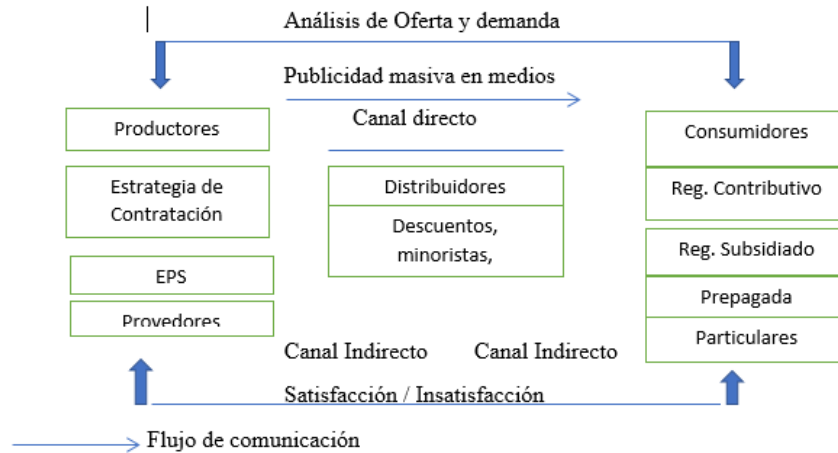 Análisis de Oferta y demanda
Publicidad masiva en medios
Canal directo
Productores
Estrategia de
Contratación
EPS
Provedores
Distribuidores
Descuentos,
minoristas,
Consumidores
Reg. Contributivo
Reg. Subsidiado
Prepagada
Particulares
Canal Indirecto
Canal Indirecto
Satisfacción / Insatisfacción
Flujo de comunicación